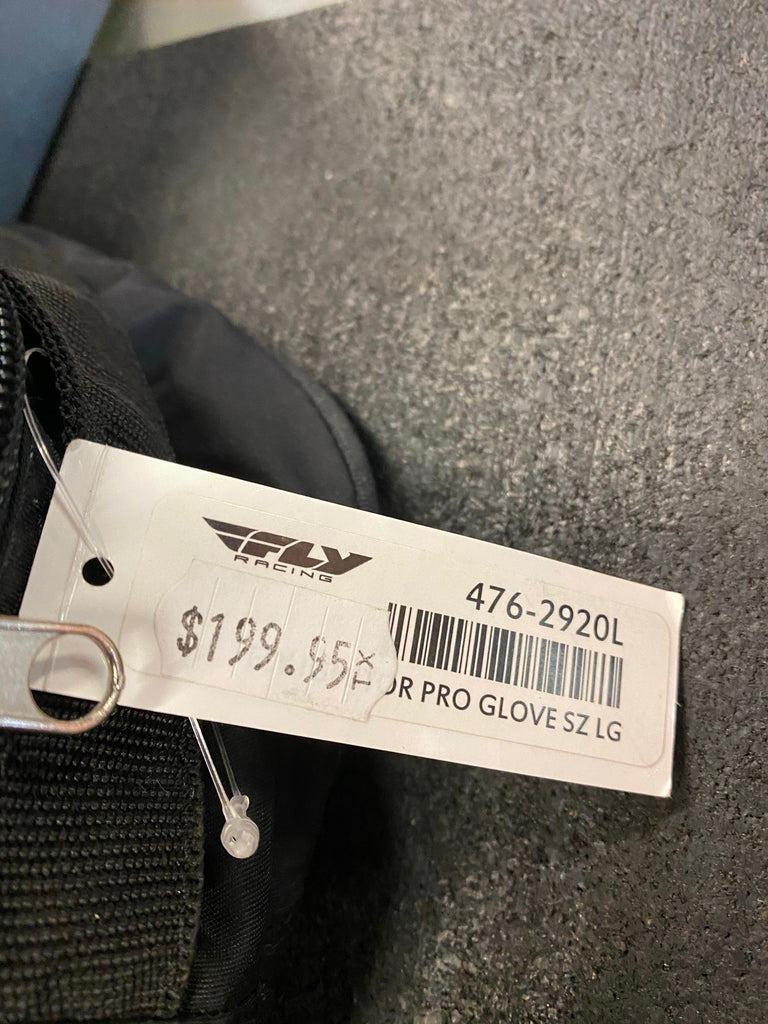 FLY
RACING
476-2920L
$199.95
TX
OR PRO GLOVE SZ LG